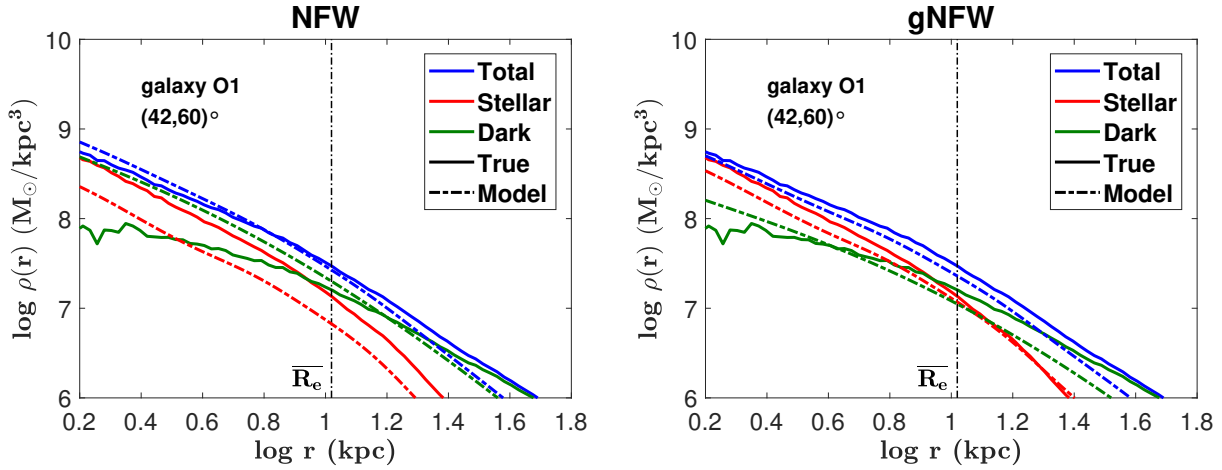 NFW
10
9
8
7
6
log ρ(r) (M⊙/kpc³)
galaxy O1
(42,60)°
Total
Stellar
Dark
True
Model
R̅e̅
0.2 0.4 0.6 0.8 1 1.2 1.4 1.6 1.8
log r (kpc)
gNFW
10
9
8
7
6
log ρ(r) (M⊙/kpc³)
galaxy O1
(42,60)°
Total
Stellar
Dark
True
Model
R̅e̅
0.2 0.4 0.6 0.8 1 1.2 1.4 1.6 1.8
log r (kpc)